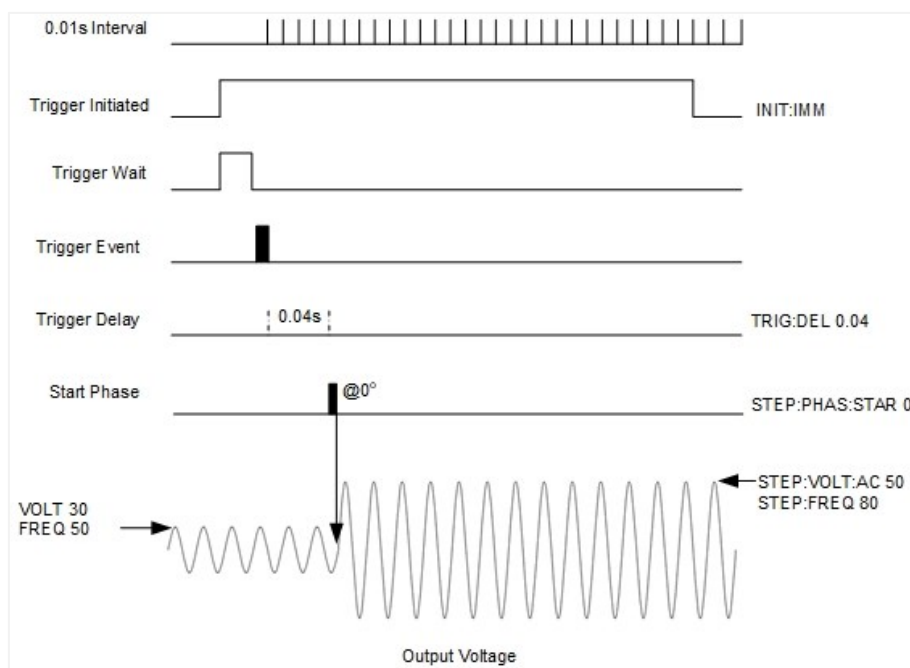 0.01s Interval
Trigger Initiated
INIT:IMM
Trigger Wait
Trigger Event
Trigger Delay
0.04s
TRIG:DEL 0.04
Start Phase
@0°
STEP:PHAS:STAR 0
VOLT 30
FREQ 50
STEP:VOLT:AC 50
STEP:FREQ 80
Output Voltage